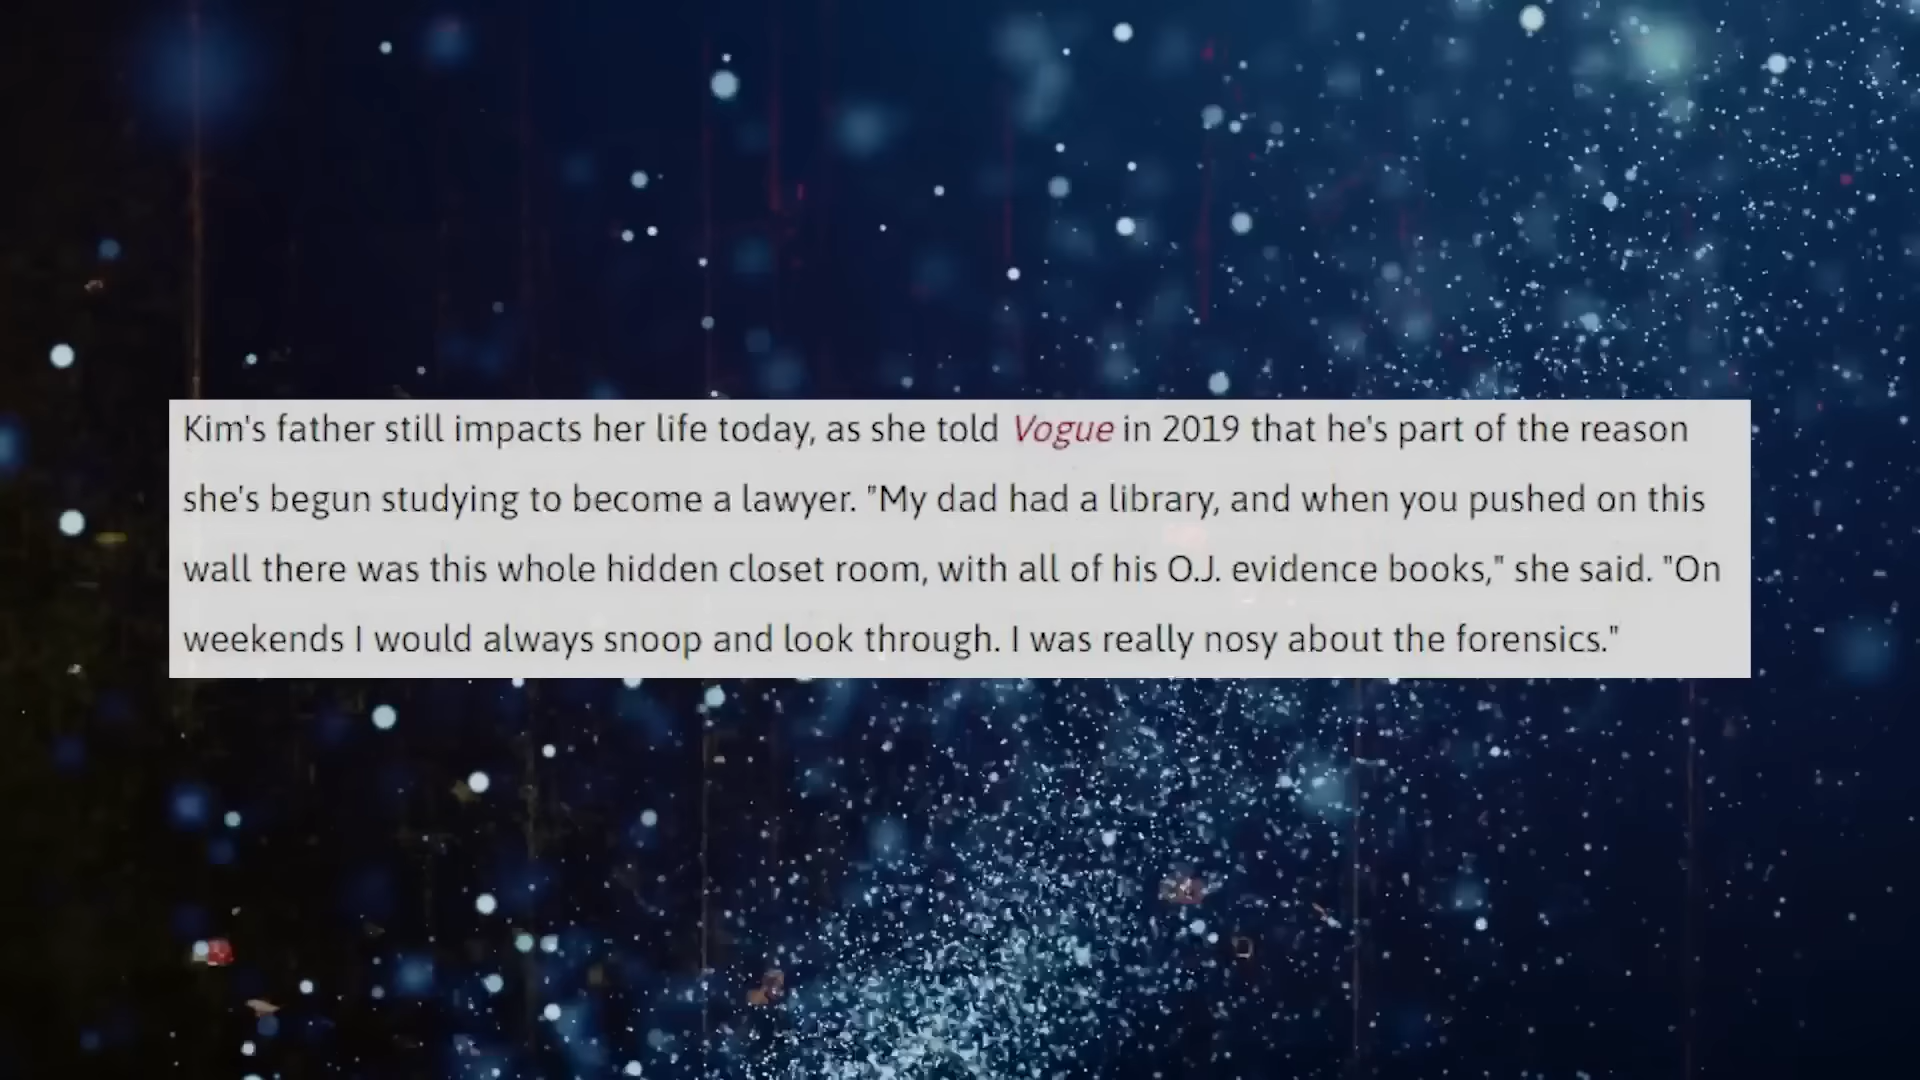 Kim's father still impacts her life today, as she told Vogue in 2019 that he's part of the reason
she's begun studying to become a lawyer. "My dad had a library, and when you pushed on this
wall there was this whole hidden closet room, with all of his O.J. evidence books," she said. "On
weekends I would always snoop and look through. I was really nosy about the forensics."